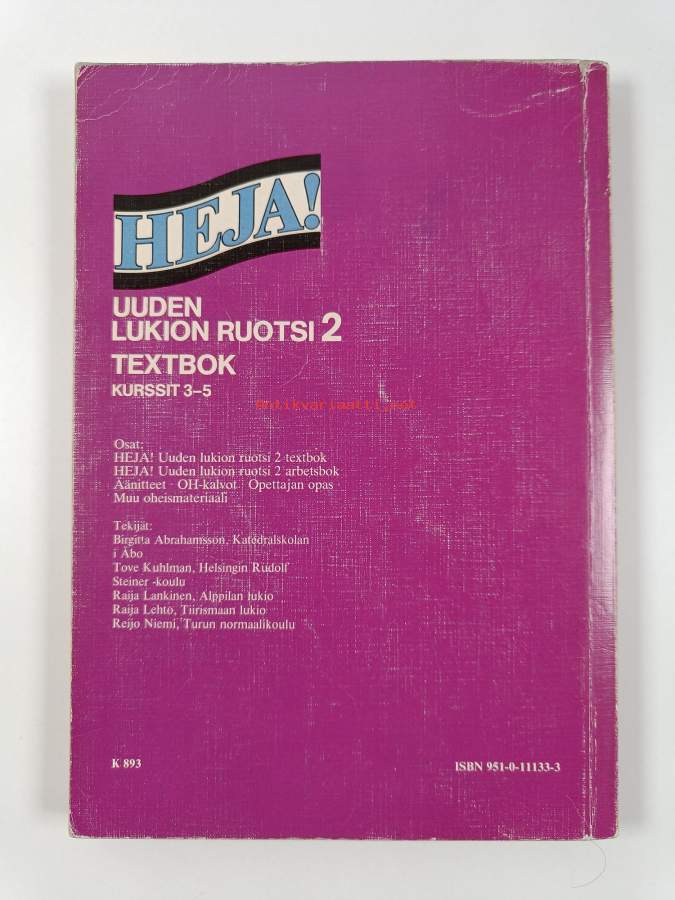 HEJA!
UUDEN
LUKION RUOTSI 2
TEXTBOK
KURSSIT 3–5
antikvariaatti.net
Osat:
HEJA! Uuden lukion ruotsi 2 textbok
HEJA! Uuden lukion ruotsi 2 arbetsbok
Äänitteet · OH-kalvot · Opettajan opas ·
Muu oheismateriaali
Tekijät:
Birgitta Abrahamsson, Katedralskolan
i Åbo
Tove Kuhlman, Helsingin Rudolf
Steiner -koulu
Raija Lankinen, Alppilan lukio
Raija Lehto, Tiirismaan lukio
Reijo Niemi, Turun normaalikoulu
K 893
ISBN 951-0-11133-3